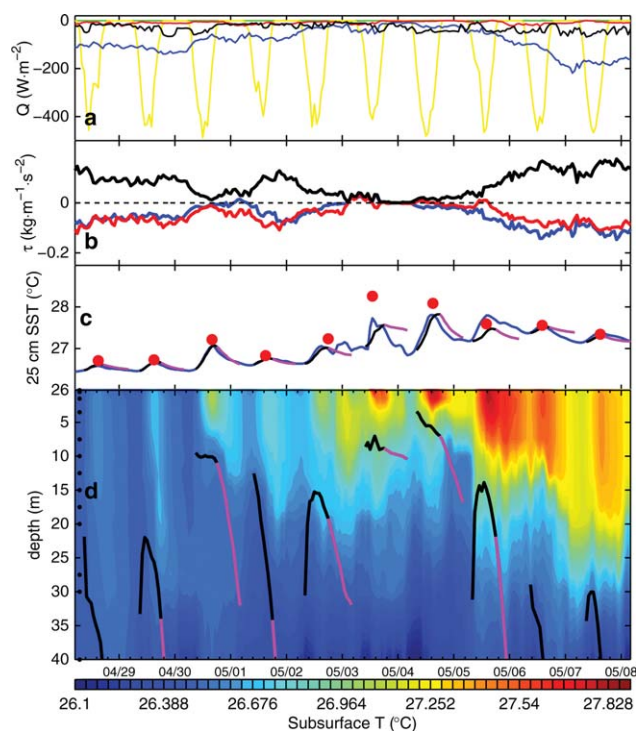 0
−200
−400
Q (W·m−2)
a
0
−0.2
τ (kg·m−1·s−2)
b
28
27
26
25 cm SST (°C)
c
5
10
15
20
25
30
35
40
depth (m)
d
04/29 04/30 05/01 05/02 05/03 05/04 05/05 05/06 05/07 05/08
26.1 26.388 26.676 26.964 27.252 27.54 27.828
Subsurface T (°C)